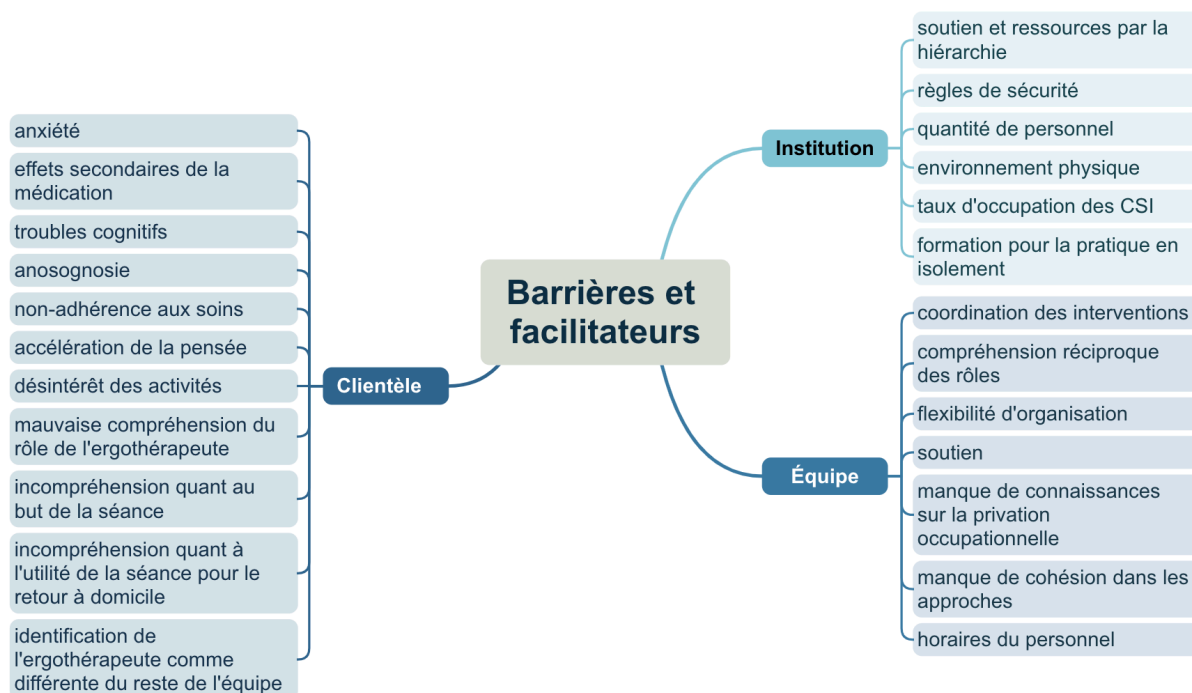 Barrières et
facilitateurs
Institution
soutien et ressources par la
hiérarchie
règles de sécurité
quantité de personnel
environnement physique
taux d'occupation des CSI
formation pour la pratique en
isolement
Équipe
coordination des interventions
compréhension réciproque
des rôles
flexibilité d'organisation
soutien
manque de connaissances
sur la privation
occupationnelle
manque de cohésion dans les
approches
horaires du personnel
Clientèle
anxiété
effets secondaires de la
médication
troubles cognitifs
anosognosie
non-adhérence aux soins
accélération de la pensée
désintérêt des activités
mauvaise compréhension du
rôle de l'ergothérapeute
incompréhension quant au
but de la séance
incompréhension quant à
l'utilité de la séance pour le
retour à domicile
identification de
l'ergothérapeute comme
différente du reste de l'équipe